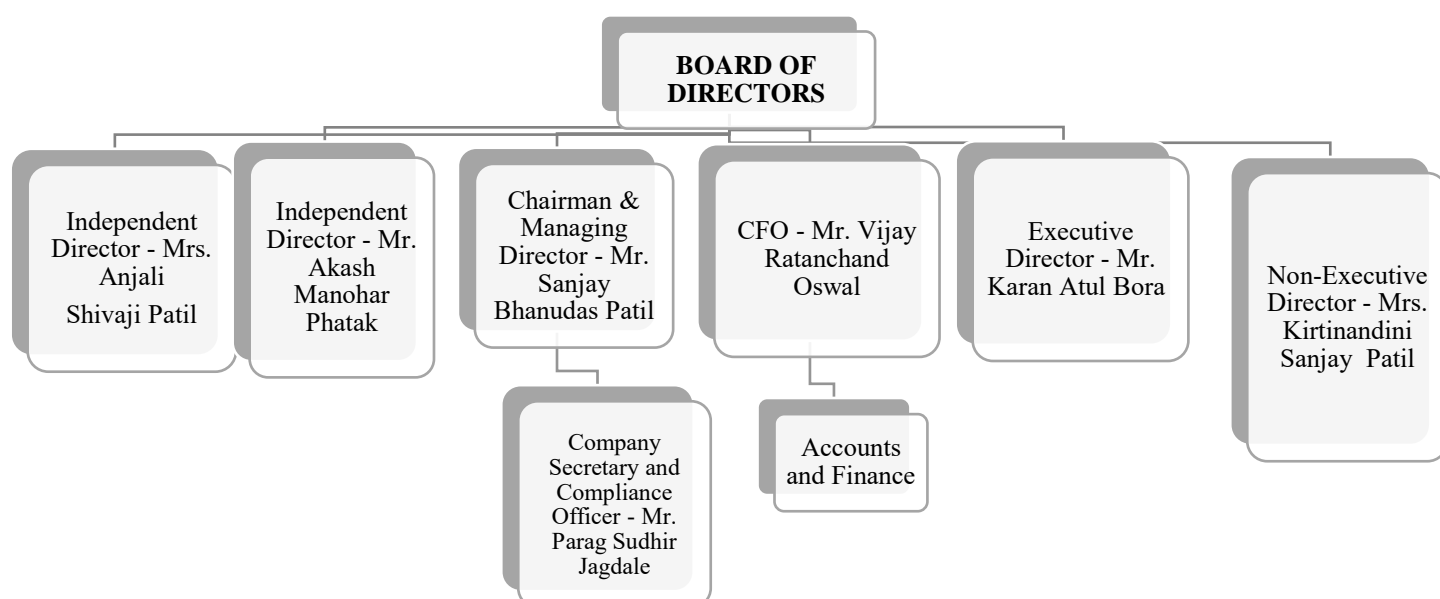 BOARD OF
DIRECTORS
Independent
Director - Mrs.
Anjali
Shivaji Patil
Independent
Director - Mr.
Akash
Manohar
Phatak
Chairman &
Managing
Director - Mr.
Sanjay
Bhanudas Patil
CFO - Mr. Vijay
Ratanchand
Oswal
Executive
Director - Mr.
Karan Atul Bora
Non-Executive
Director - Mrs.
Kirtinandini
Sanjay Patil
Company
Secretary and
Compliance
Officer - Mr.
Parag Sudhir
Jagdale
Accounts
and Finance